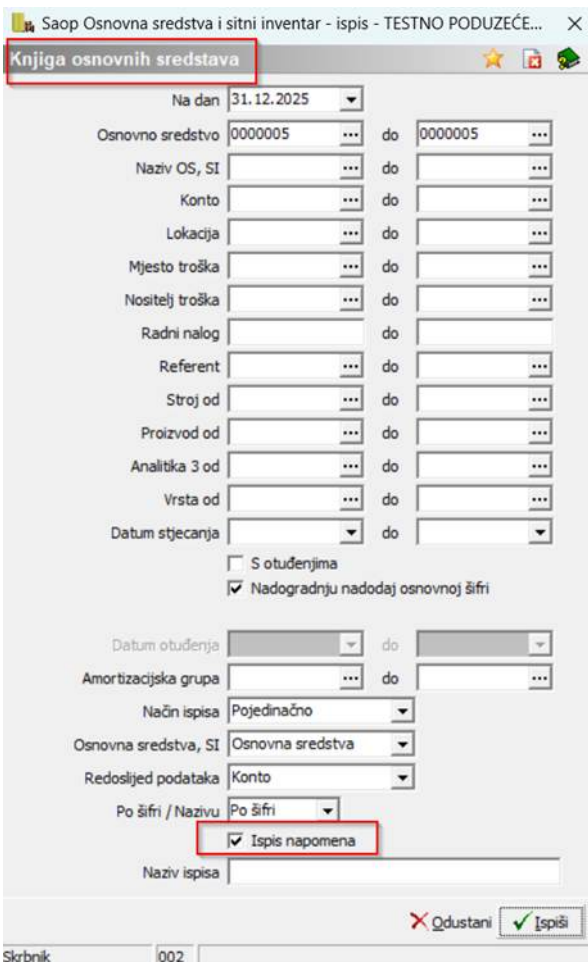 Saop Osnovna sredstva i sitni inventar - ispis - TESTNO PODUZEĆE...
Knjiga osnovnih sredstava
Na dan 31.12.2025
Osnovno sredstvo 0000005 ... do 0000005 ...
Naziv OS, SI ... do ...
Konto ... do ...
Lokacija ... do ...
Mjesto troška ... do ...
Nositelj troška ... do ...
Radni nalog do
Referent ... do ...
Stroj od ... do ...
Proizvod od ... do ...
Analitika 3 od ... do ...
Vrsta od ... do ...
Datum stjecanja do
S otuđenjima
Nadogradnju nadodaj osnovnoj šifri
Datum otuđenja do
Amortizacijska grupa ... do ...
Način ispisa Pojedinačno
Osnovna sredstva, SI Osnovna sredstva
Redoslijed podataka Konto
Po šifri / Nazivu Po šifri
Ispis napomena
Naziv ispisa
Odustani Ispiši
Skrbnik 002